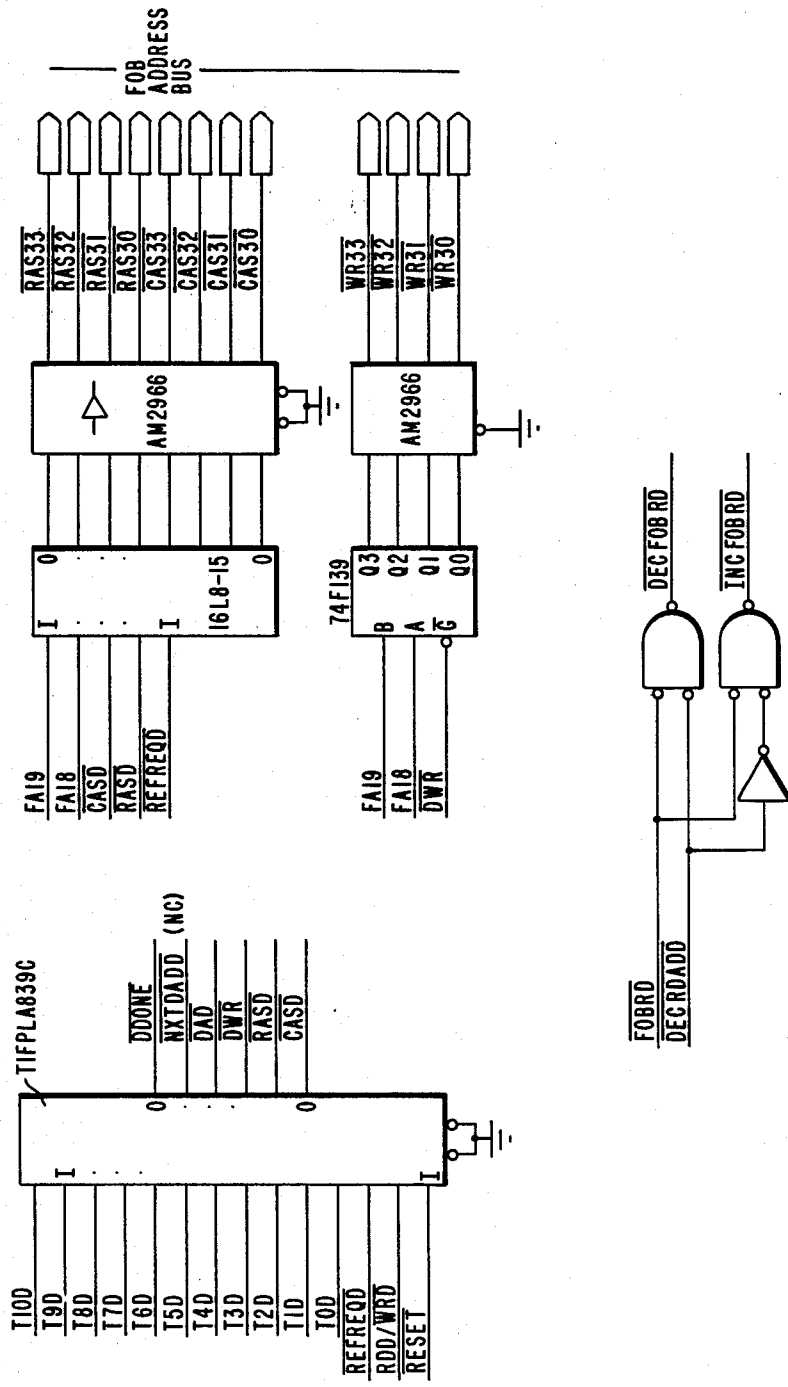 FOB
ADDRESS
BUS
RAS33
RAS32
RAS31
RAS30
CAS33
CAS32
CAS31
CAS30
AM2966
O
O
I
I
16L8-15
FA19
FA18
CASD
RASD
REFREQD
WR33
WR32
WR31
WR30
AM2966
74F139
Q3
Q2
Q1
Q0
B
A
G
FA19
FA18
DWR
TIFPLA839C
DDONE
NXTDADD (NC)
DAD
DWR
RASD
CASD
O
O
I
I
T10D
T9D
T8D
T7D
T6D
T5D
T4D
T3D
T2D
T1D
T0D
REFREQD
RDD/WRD
RESET
DECFOBRD
INCFOBRD
FOBRD
DECRDADD